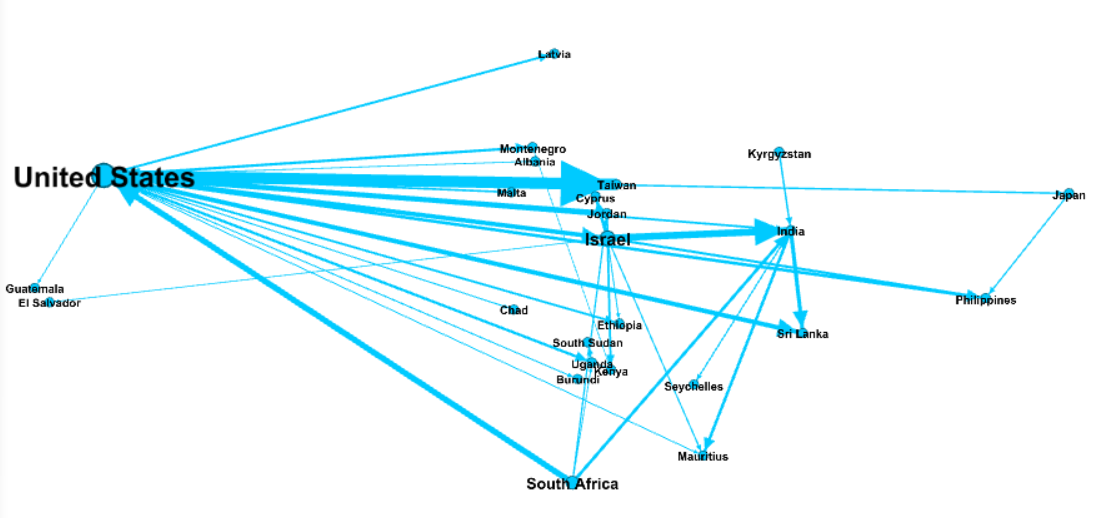 Latvia
Montenegro
Albania
Kyrgyzstan
United States
Taiwan
Malta
Cyprus
Japan
Jordan
India
Israel
Guatemala
El Salvador
Philippines
Chad
Ethiopia
Sri Lanka
South Sudan
Uganda
Kenya
Burundi
Seychelles
Mauritius
South Africa